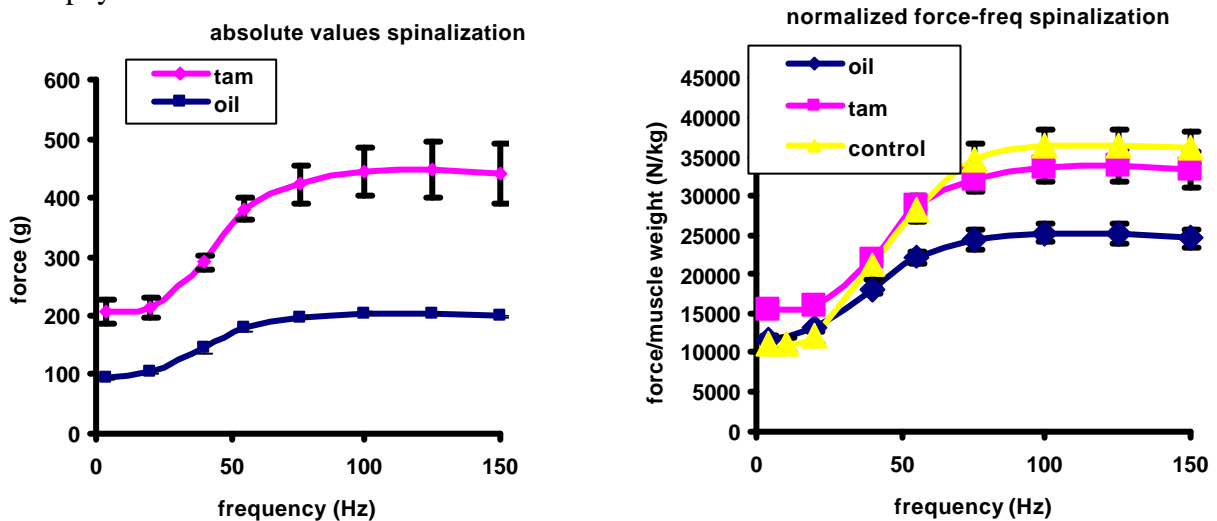 absolute values spinalization
tam
oil
600
500
400
300
200
100
0
0 50 100 150
force (g)
frequency (Hz)
normalized force-freq spinalization
oil
tam
control
45000
40000
35000
30000
25000
20000
15000
10000
5000
0
0 50 100 150
force/muscle weight (N/kg)
frequency (Hz)